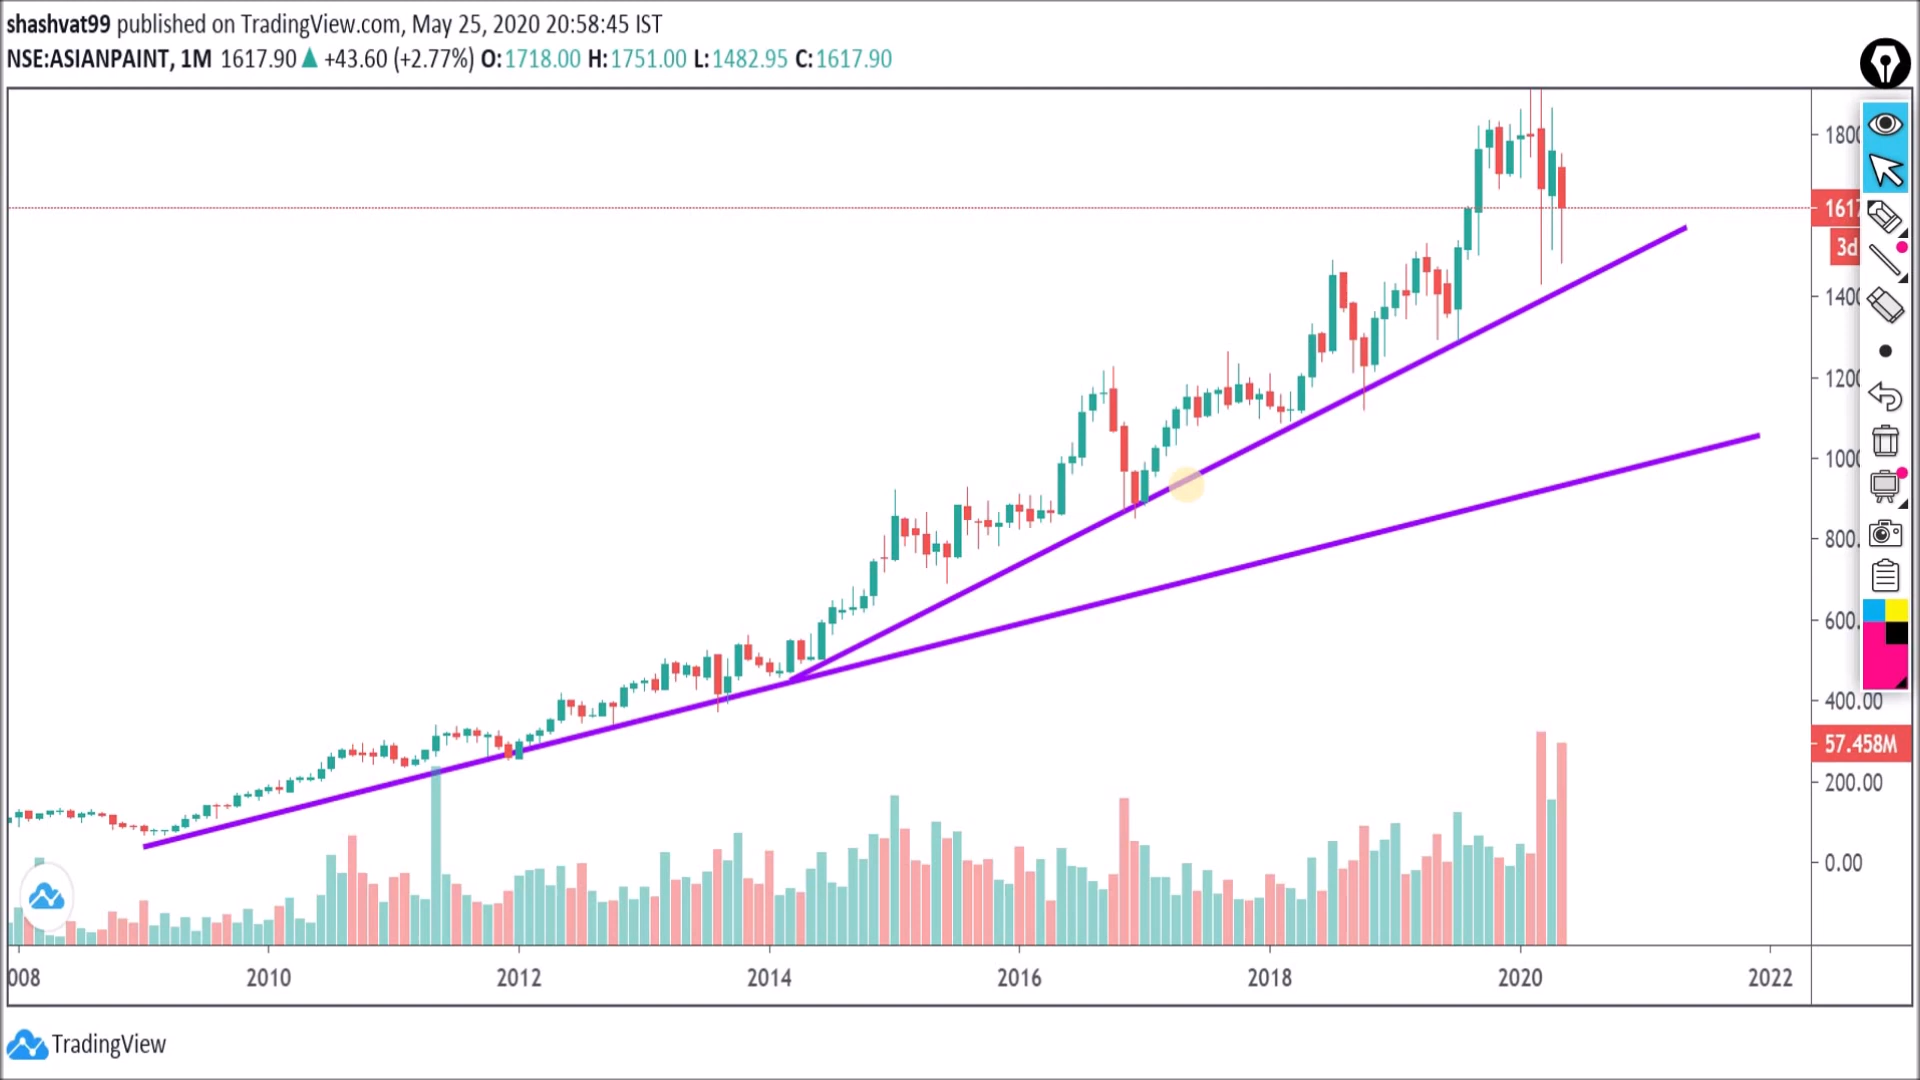 shashvat99 published on TradingView.com, May 25, 2020 20:58:45 IST
NSE:ASIANPAINT, 1M 1617.90 ▲ +43.60 (+2.77%) O:1718.00 H:1751.00 L:1482.95 C:1617.90
1800
1617
3d
1400
1200
1000
800.
600.
400.00
57.458M
200.00
0.00
008 2010 2012 2014 2016 2018 2020 2022
TradingView